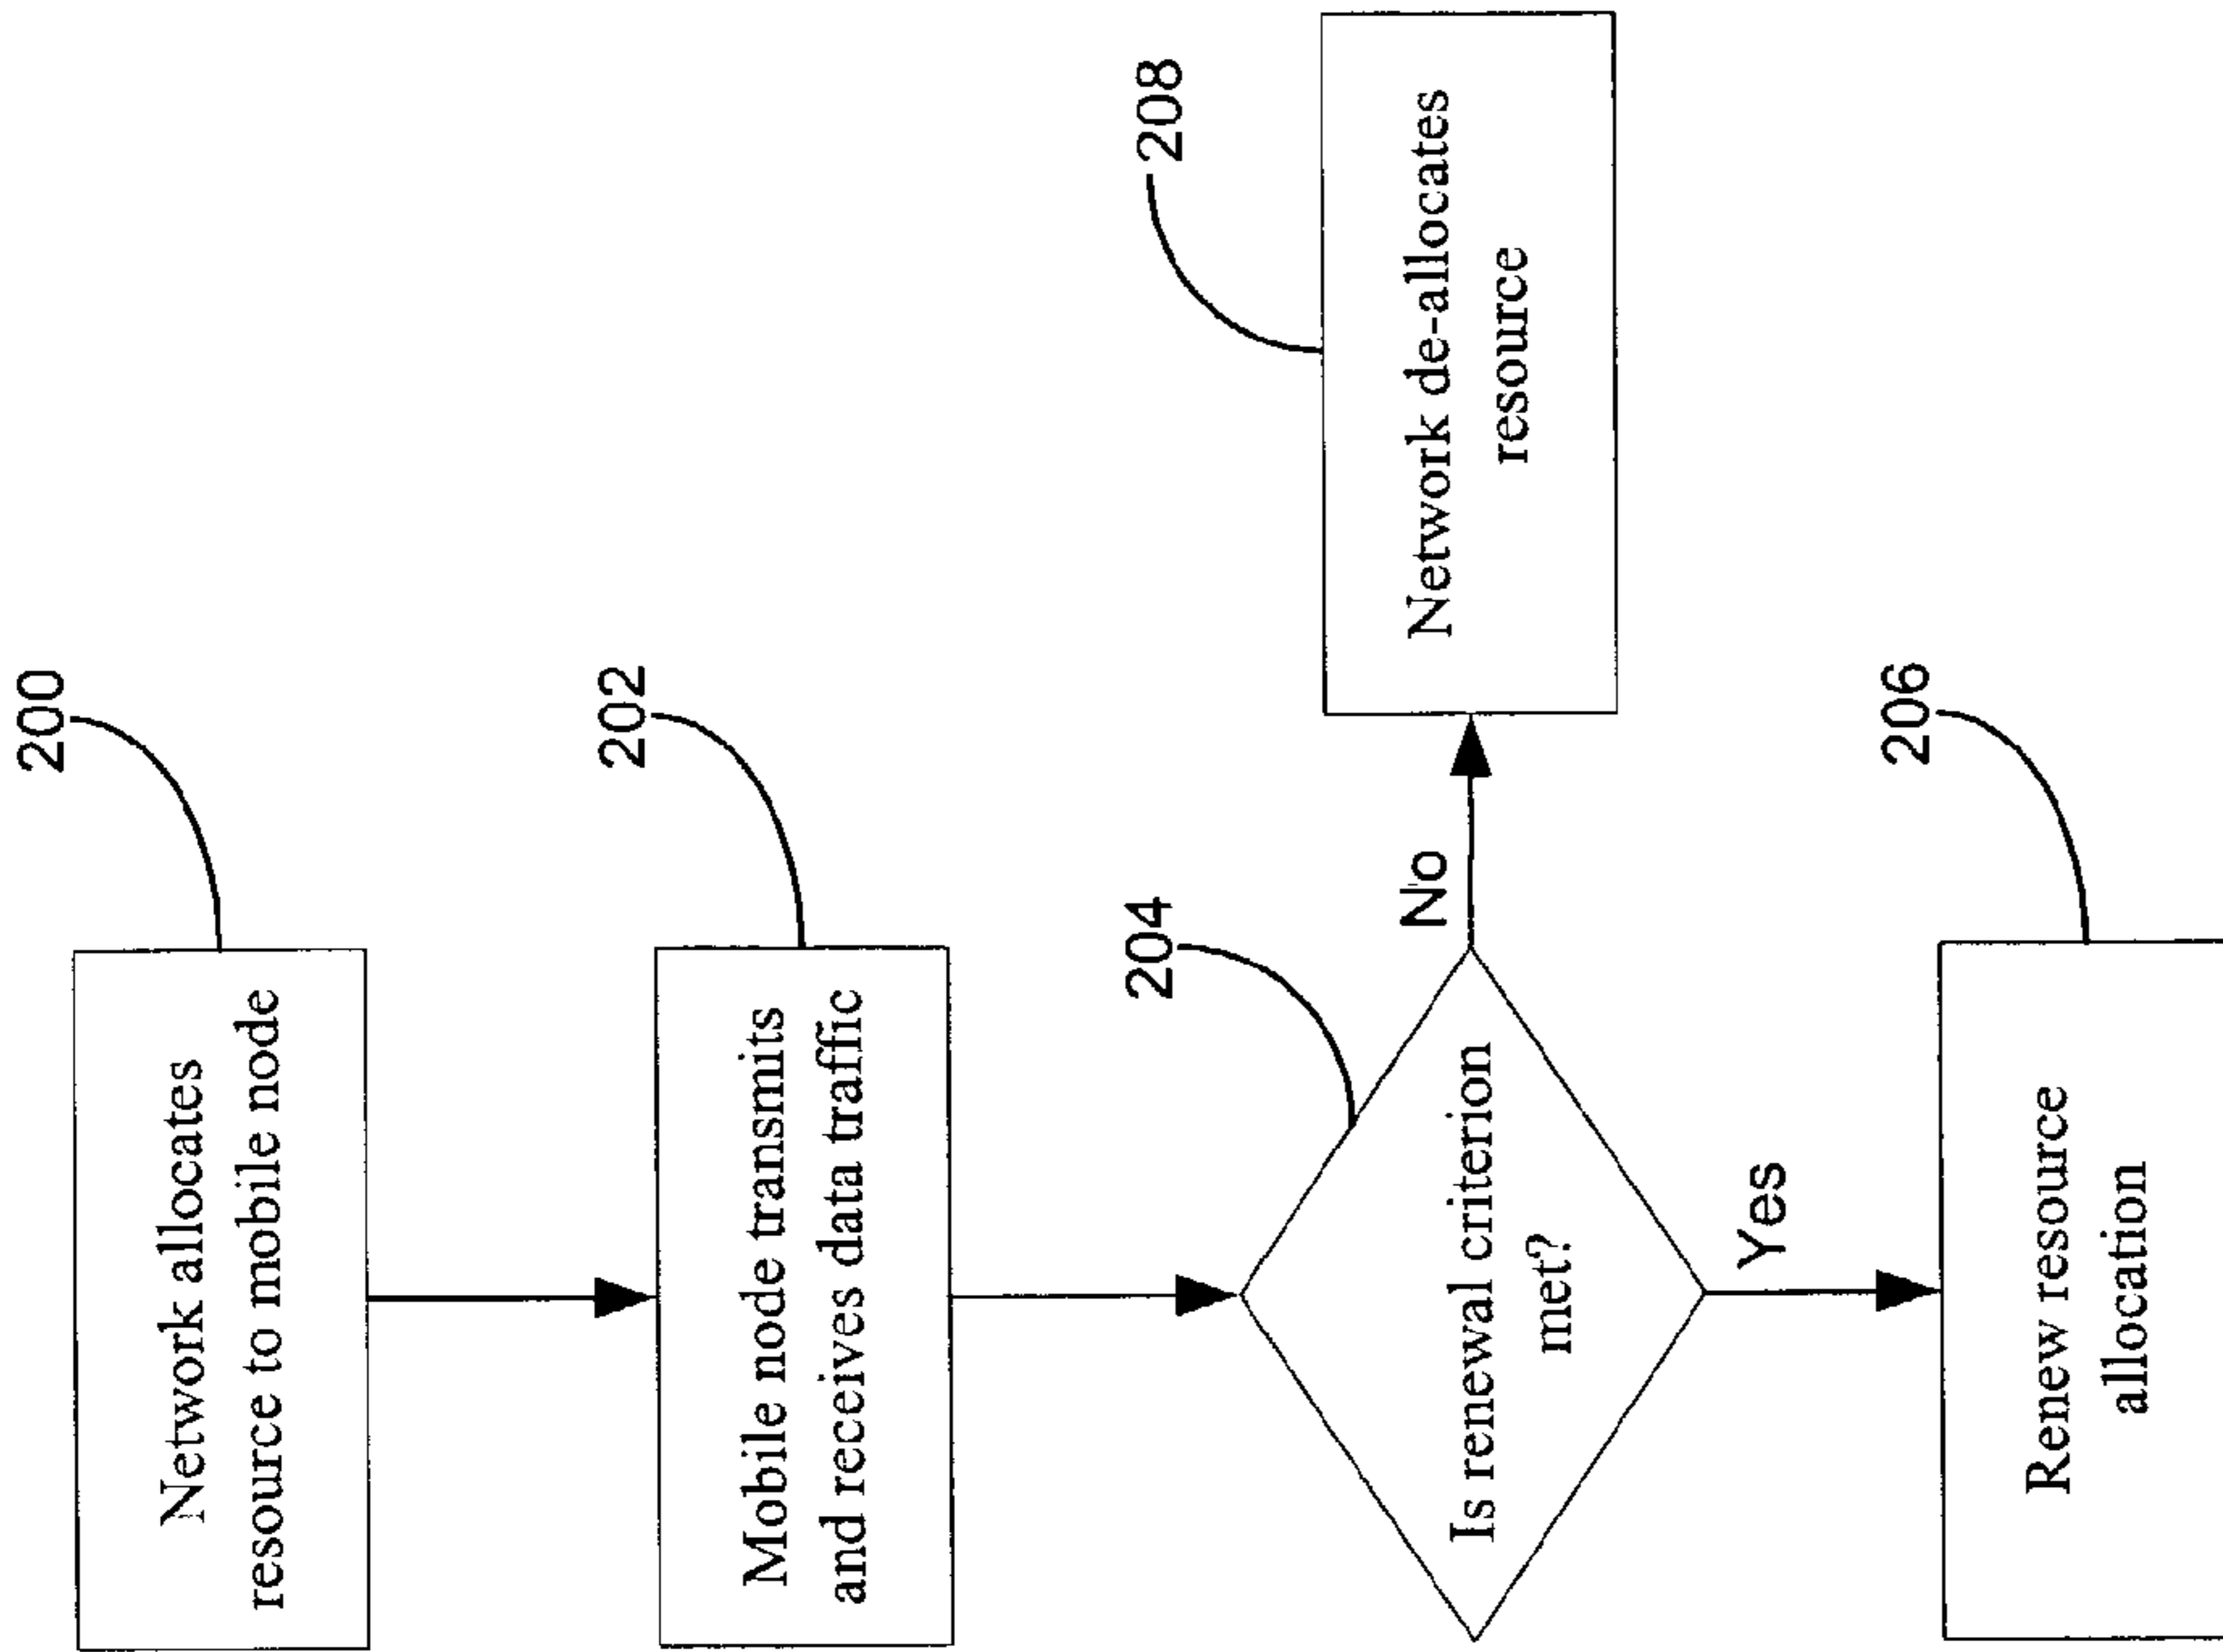 200
Network allocates
resource to mobile node
202
Mobile node transmits
and receives data traffic
204
Is renewal criterion
met?
No
208
Network de-allocates
resource
Yes
206
Renew resource
allocation